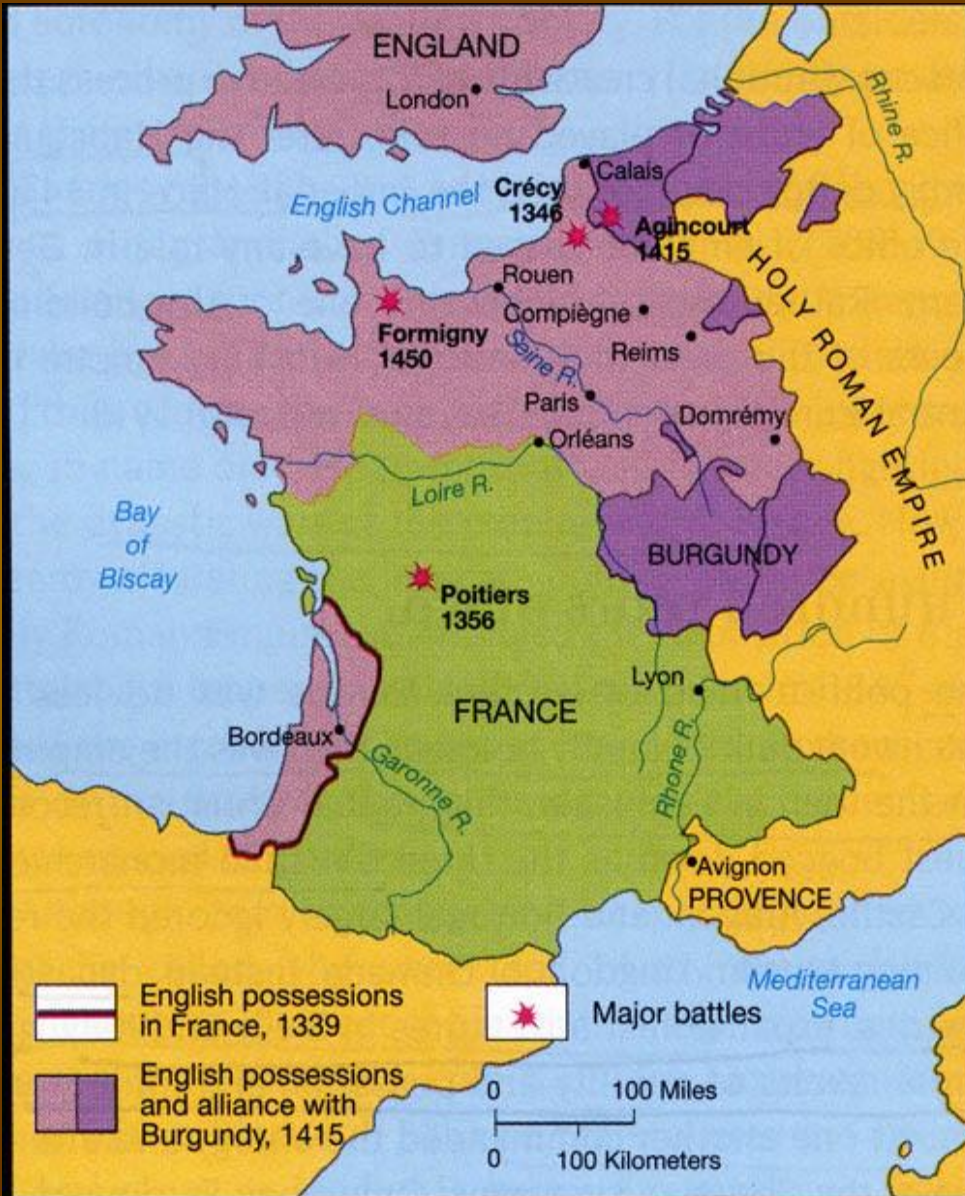 ENGLAND
London
Rhine R.
English Channel
Calais
Crécy
1346
Agincourt
1415
HOLY ROMAN EMPIRE
Rouen
Compiègne
Formigny
1450
Seine R.
Reims
Paris
Domrémy
Orléans
Loire R.
Bay
of
Biscay
BURGUNDY
Poitiers
1356
Lyon
FRANCE
Bordeaux
Garonne R.
Rhone R.
Avignon
PROVENCE
Mediterranean
Sea
English possessions
in France, 1339
Major battles
English possessions
and alliance with
Burgundy, 1415
0 100 Miles
0 100 Kilometers